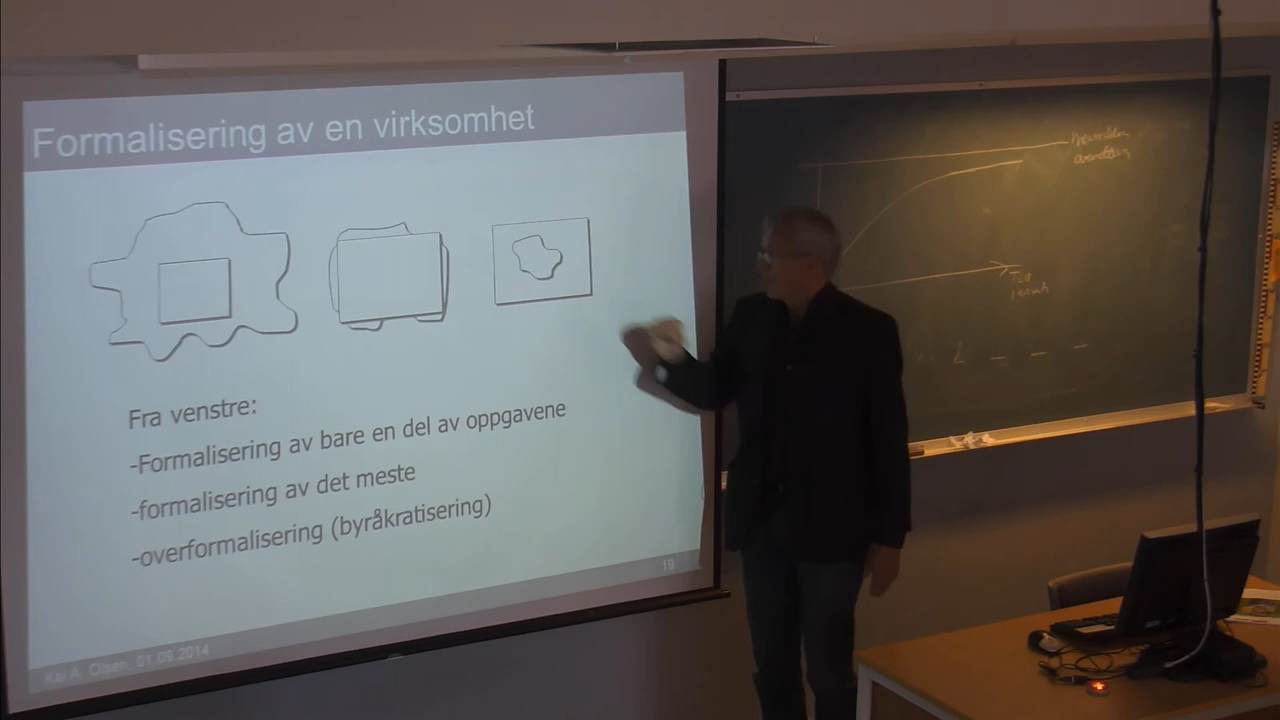 Formalisering av en virksomhet
Fra venstre:
-Formalisering av bare en del av oppgavene
-formalisering av det meste
-overformalisering (byråkratisering)
19
Kai A. Olsen, 01.09.2014